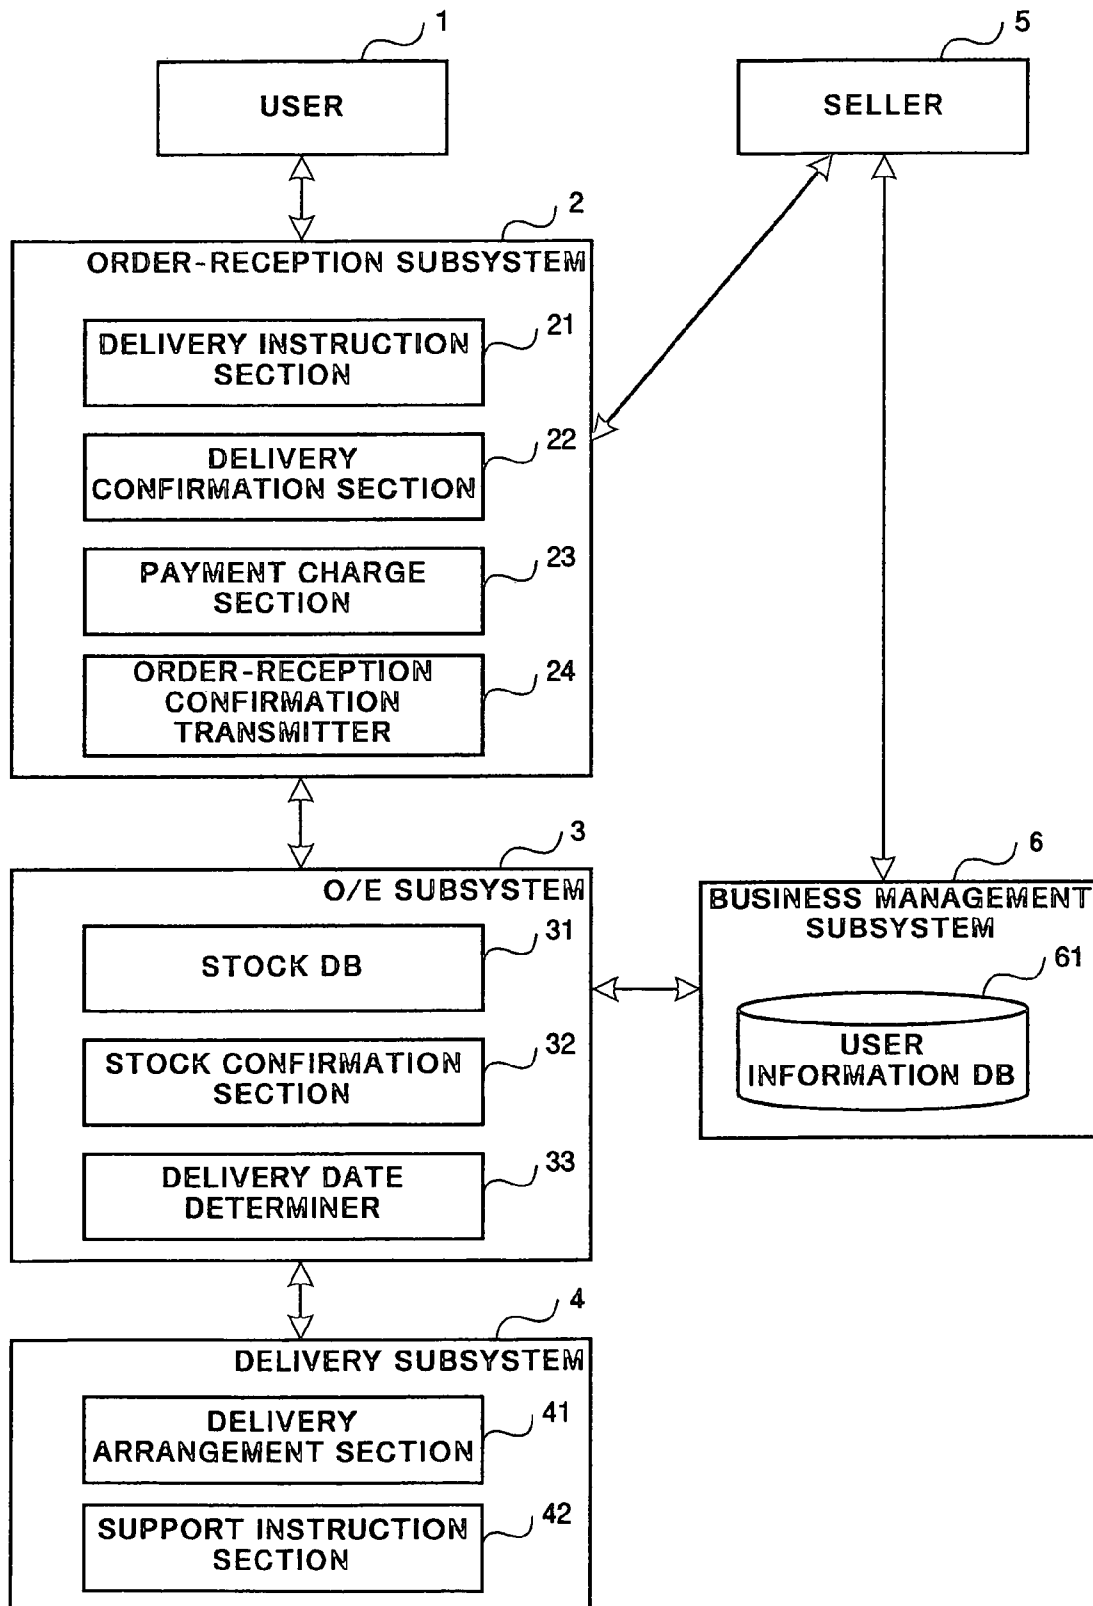 1
USER
5
SELLER
2
ORDER-RECEPTION SUBSYSTEM
21
DELIVERY INSTRUCTION
SECTION
22
DELIVERY
CONFIRMATION SECTION
23
PAYMENT CHARGE
SECTION
24
ORDER-RECEPTION
CONFIRMATION
TRANSMITTER
3
O/E SUBSYSTEM
31
STOCK DB
32
STOCK CONFIRMATION
SECTION
33
DELIVERY DATE
DETERMINER
6
BUSINESS MANAGEMENT
SUBSYSTEM
61
USER
INFORMATION DB
4
DELIVERY SUBSYSTEM
41
DELIVERY
ARRANGEMENT SECTION
42
SUPPORT INSTRUCTION
SECTION